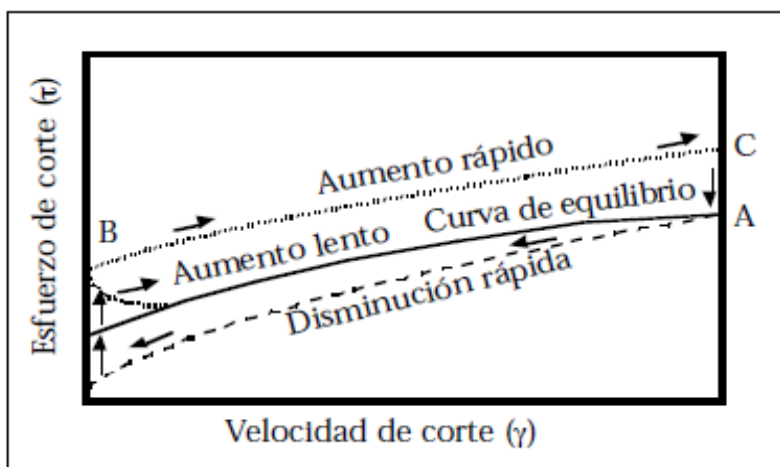 Esfuerzo de corte (τ)
Aumento rápido
C
B
Aumento lento
Curva de equilibrio
A
Disminución rápida
Velocidad de corte (γ)